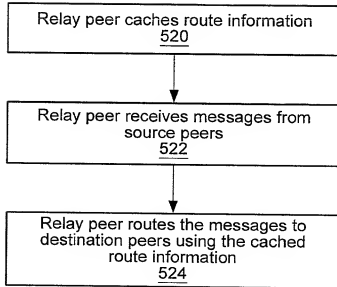 Relay peer caches route information
520
Relay peer receives messages from
source peers
522
Relay peer routes the messages to
destination peers using the cached
route information
524